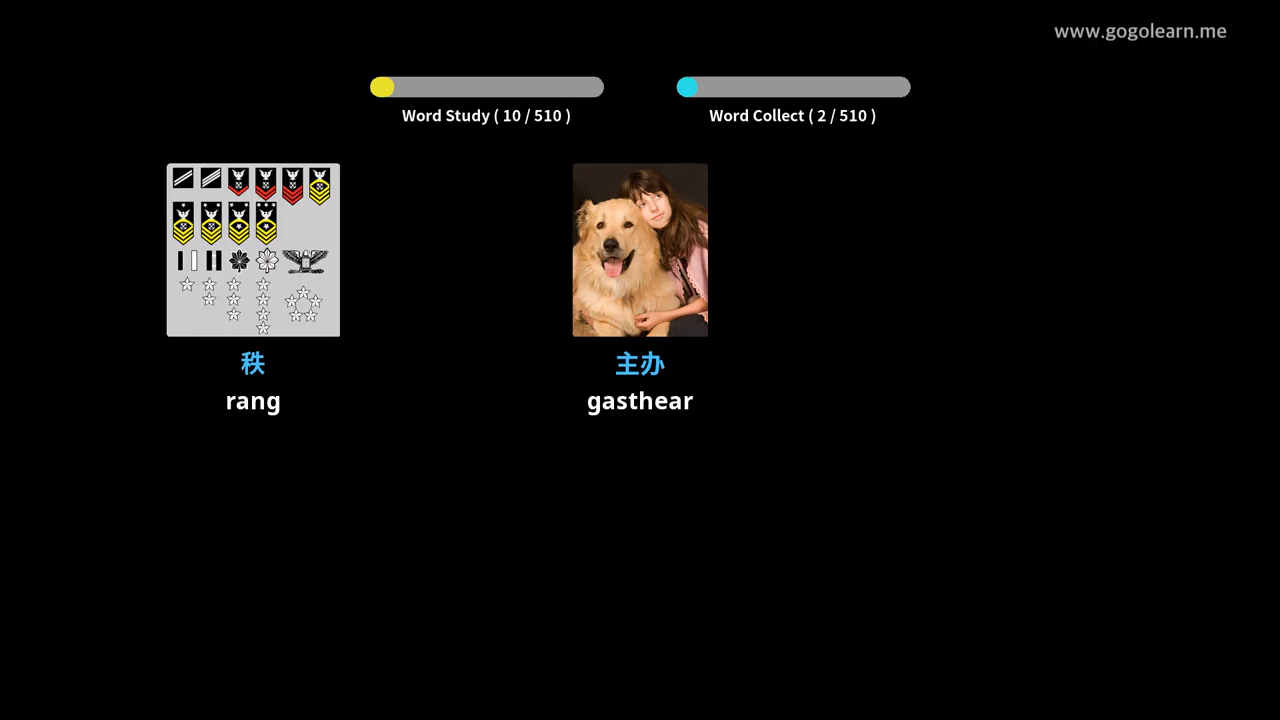 www.gogolearn.me
Word Study ( 10 / 510 )
Word Collect ( 2 / 510 )
秩
rang
主办
gasthear